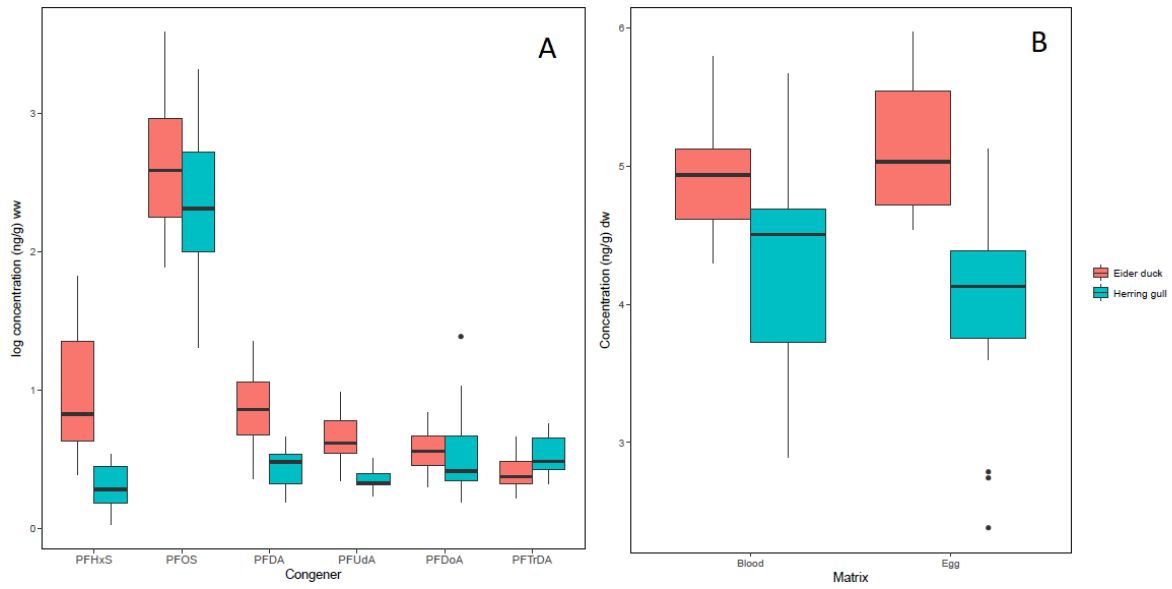 A
log concentration (ng/g) ww
3
2
1
0
PFHxS PFOS PFDA PFUdA PFDoA PFTrDA
Congener
B
Concentration (ng/g) dw
6
5
4
3
Blood Egg
Matrix
Eider duck
Herring gull